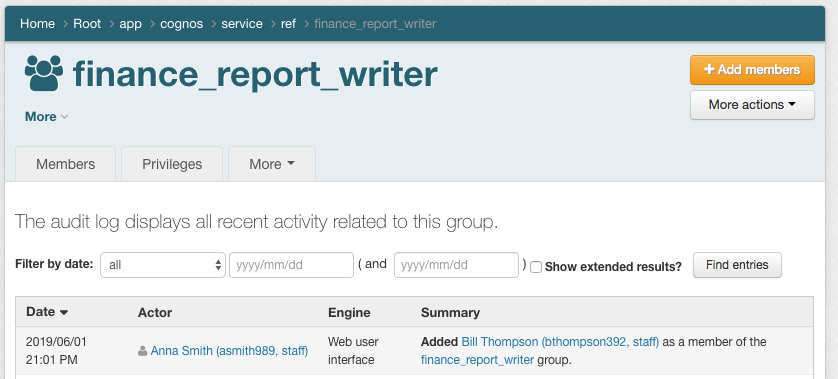 Home > Root > app > cognos > service > ref > finance_report_writer
finance_report_writer
+ Add members
More actions
More
Members
Privileges
More
The audit log displays all recent activity related to this group.
Filter by date: all yyyy/mm/dd ( and yyyy/mm/dd ) Show extended results? Find entries
Date Actor Engine Summary
2019/06/01 21:01 PM
Anna Smith (asmith989, staff)
Web user interface
Added Bill Thompson (bthompson392, staff) as a member of the
finance_report_writer group.